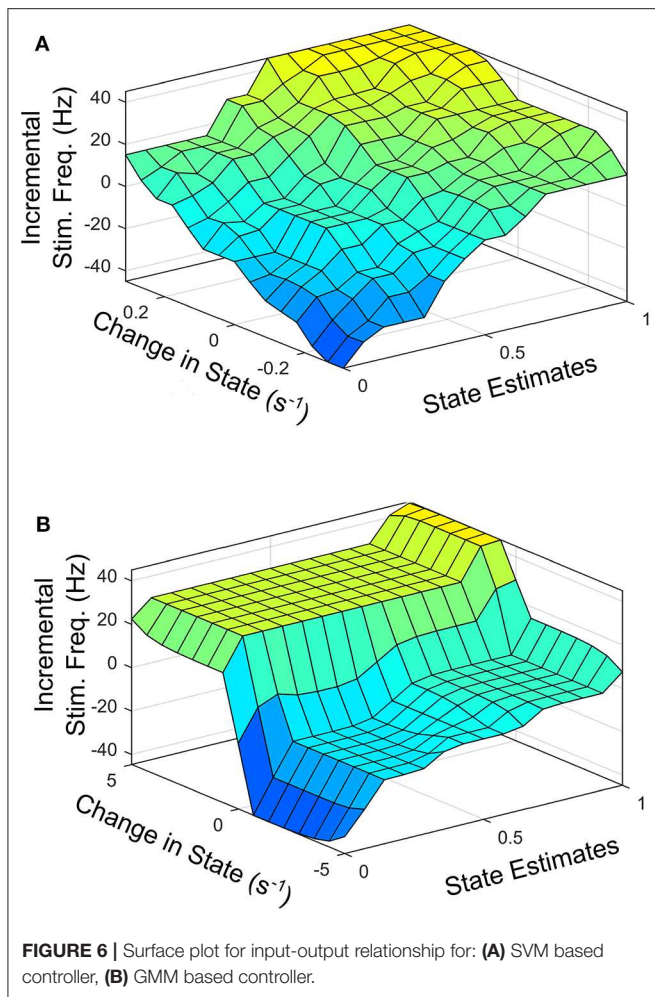 A
40
20
0
-20
-40
Incremental
Stim. Freq. (Hz)
0.2
0
-0.2
Change in State (s⁻¹)
0
0.5
1
State Estimates
B
40
20
0
-20
-40
Incremental
Stim. Freq. (Hz)
5
0
-5
Change in State (s⁻¹)
0
0.5
1
State Estimates
FIGURE 6 | Surface plot for input-output relationship for: (A) SVM based
controller, (B) GMM based controller.